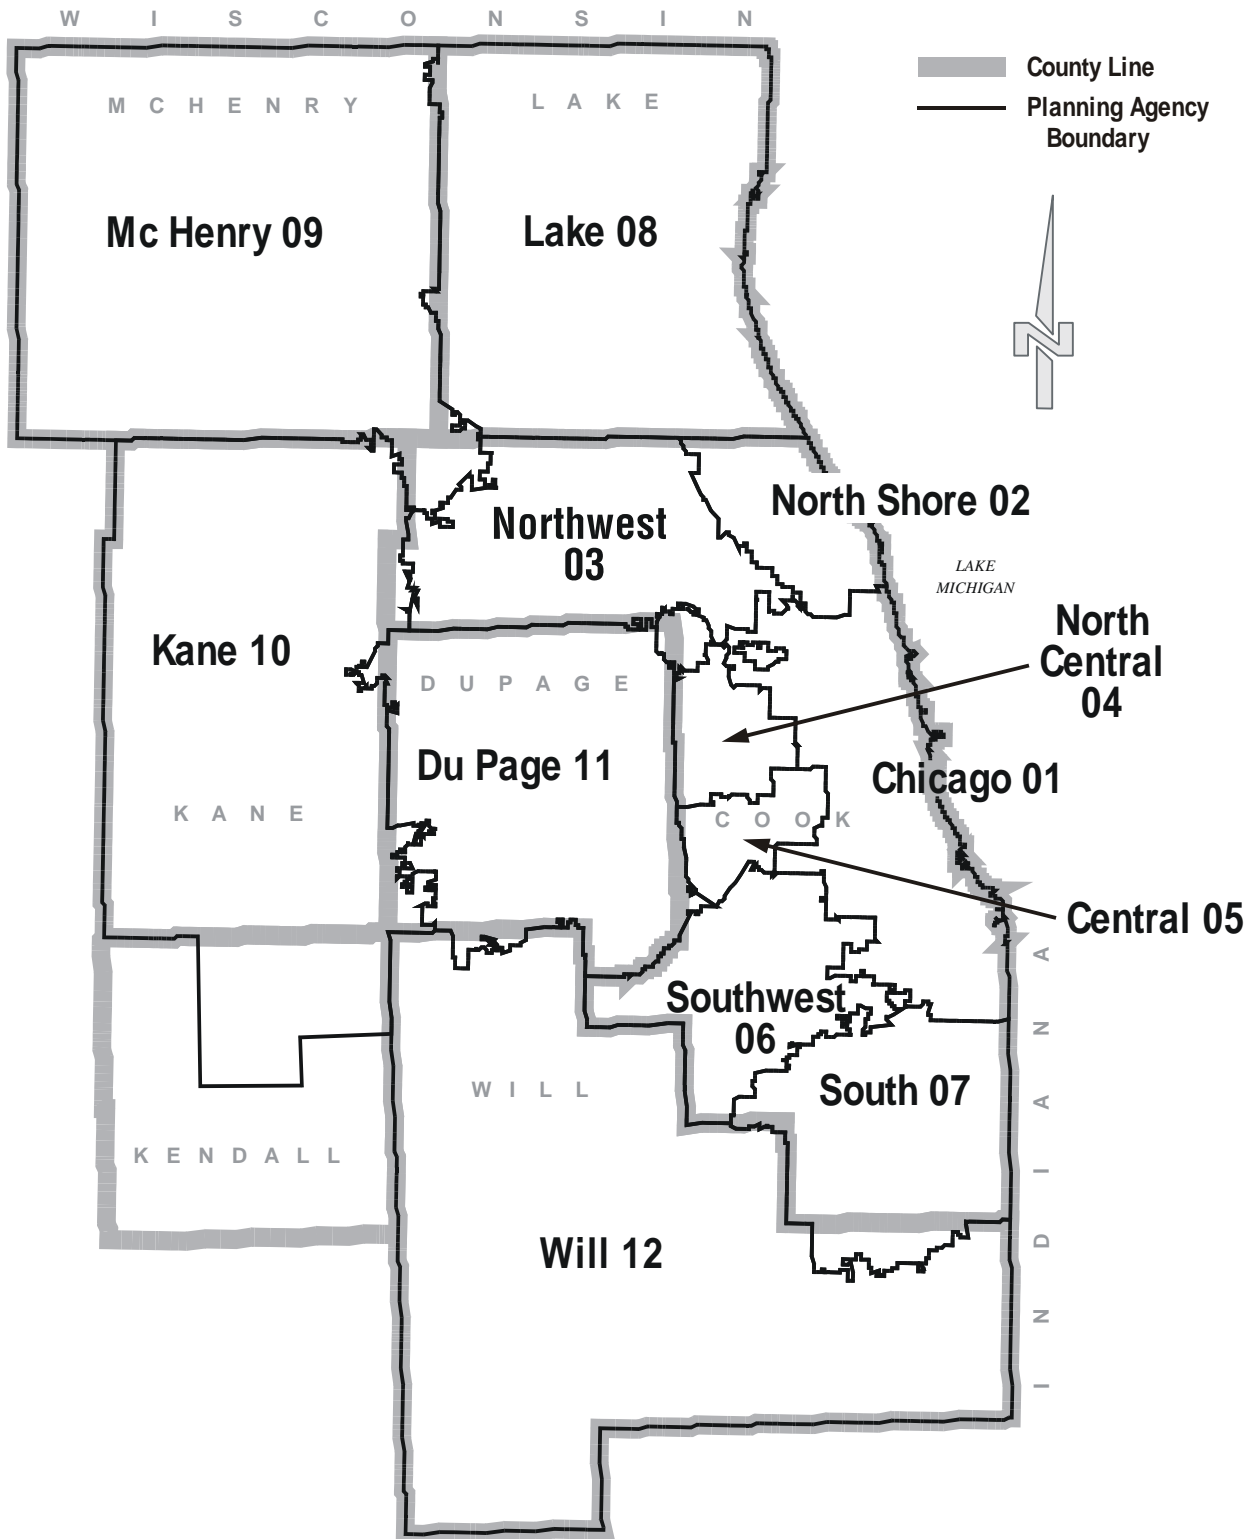 W I S C O N S I N
County Line
Planning Agency
Boundary
M C H E N R Y
L A K E
Mc Henry 09
Lake 08
North Shore 02
Northwest
03
LAKE
MICHIGAN
North
Central
04
Kane 10
D U P A G E
Du Page 11
Chicago 01
K A N E
C O O K
Central 05
Southwest
06
South 07
W I L L
K E N D A L L
Will 12
I N D I A N A
N